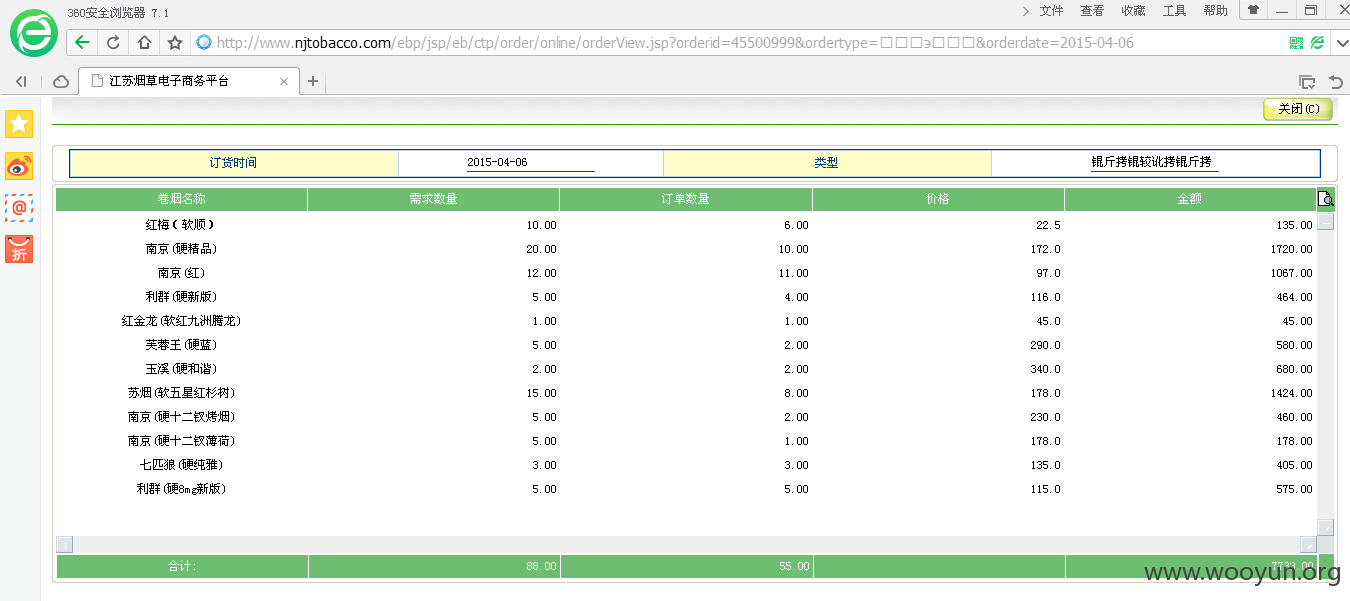 360安全浏览器 7.1
文件 查看 收藏 工具 帮助
http://www.njtobacco.com/ebp/jsp/eb/ctp/order/online/orderView.jsp?orderid=45500999&ordertype=□□□э□□□&orderdate=2015-04-06
江苏烟草电子商务平台
关闭(C)
订货时间 2015-04-06 类型 锟斤拷锟较讹拷锟斤拷
卷烟名称 需求数量 订单数量 价格 金额
红梅(软顺) 10.00 6.00 22.5 135.00
南京(硬精品) 20.00 10.00 172.0 1720.00
南京(红) 12.00 11.00 97.0 1067.00
利群(硬新版) 5.00 4.00 116.0 464.00
红金龙(软红九洲腾龙) 1.00 1.00 45.0 45.00
芙蓉王(硬蓝) 5.00 2.00 290.0 580.00
玉溪(硬和谐) 2.00 2.00 340.0 680.00
苏烟(软五星红杉树) 15.00 8.00 178.0 1424.00
南京(硬十二钗烤烟) 5.00 2.00 230.0 460.00
南京(硬十二钗薄荷) 5.00 1.00 178.0 178.00
七匹狼(硬纯雅) 3.00 3.00 135.0 405.00
利群(硬8mg新版) 5.00 5.00 115.0 575.00
合计: 88.00 55.00 7733.00
www.wooyun.org
@
折